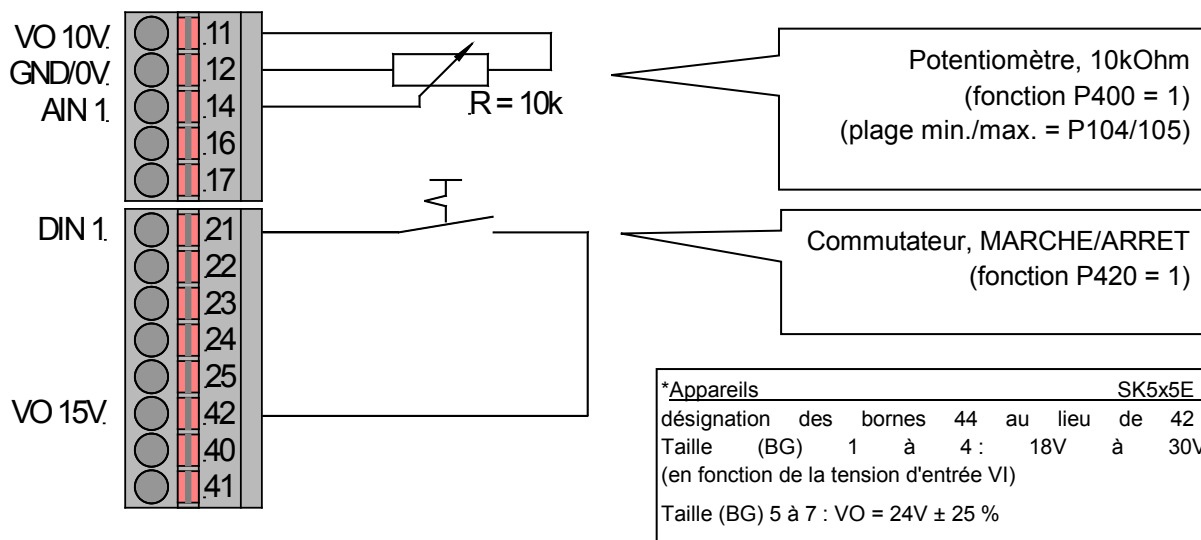 VO 10V
GND/0V
AIN 1
11
12
14
16
17
R = 10k
Potentiomètre, 10kOhm
(fonction P400 = 1)
(plage min./max. = P104/105)
DIN 1
VO 15V
21
22
23
24
25
42
40
41
Commutateur, MARCHE/ARRET
(fonction P420 = 1)
*Appareils SK5x5E
désignation des bornes 44 au lieu de 42
Taille (BG) 1 à 4 : 18V à 30V
(en fonction de la tension d'entrée VI)
Taille (BG) 5 à 7 : VO = 24V ± 25 %